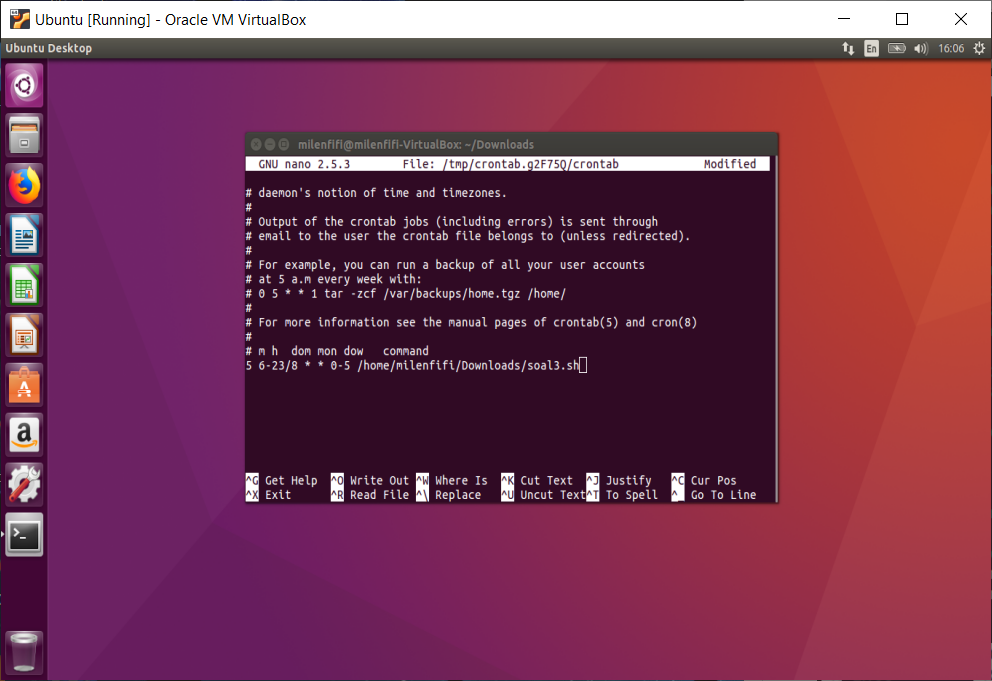 Ubuntu [Running] - Oracle VM VirtualBox
Ubuntu Desktop
En
16:06
milenfifi@milenfifi-VirtualBox: ~/Downloads
GNU nano 2.5.3 File: /tmp/crontab.g2F75Q/crontab Modified
# daemon's notion of time and timezones.
#
# Output of the crontab jobs (including errors) is sent through
# email to the user the crontab file belongs to (unless redirected).
#
# For example, you can run a backup of all your user accounts
# at 5 a.m every week with:
# 0 5 * * 1 tar -zcf /var/backups/home.tgz /home/
#
# For more information see the manual pages of crontab(5) and cron(8)
#
# m h  dom mon dow   command
5 6-23/8 * * 0-5 /home/milenfifi/Downloads/soal3.sh
^G Get Help ^O Write Out ^W Where Is ^K Cut Text ^J Justify ^C Cur Pos
^X Exit ^R Read File ^\ Replace ^U Uncut Text ^T To Spell ^_ Go To Line